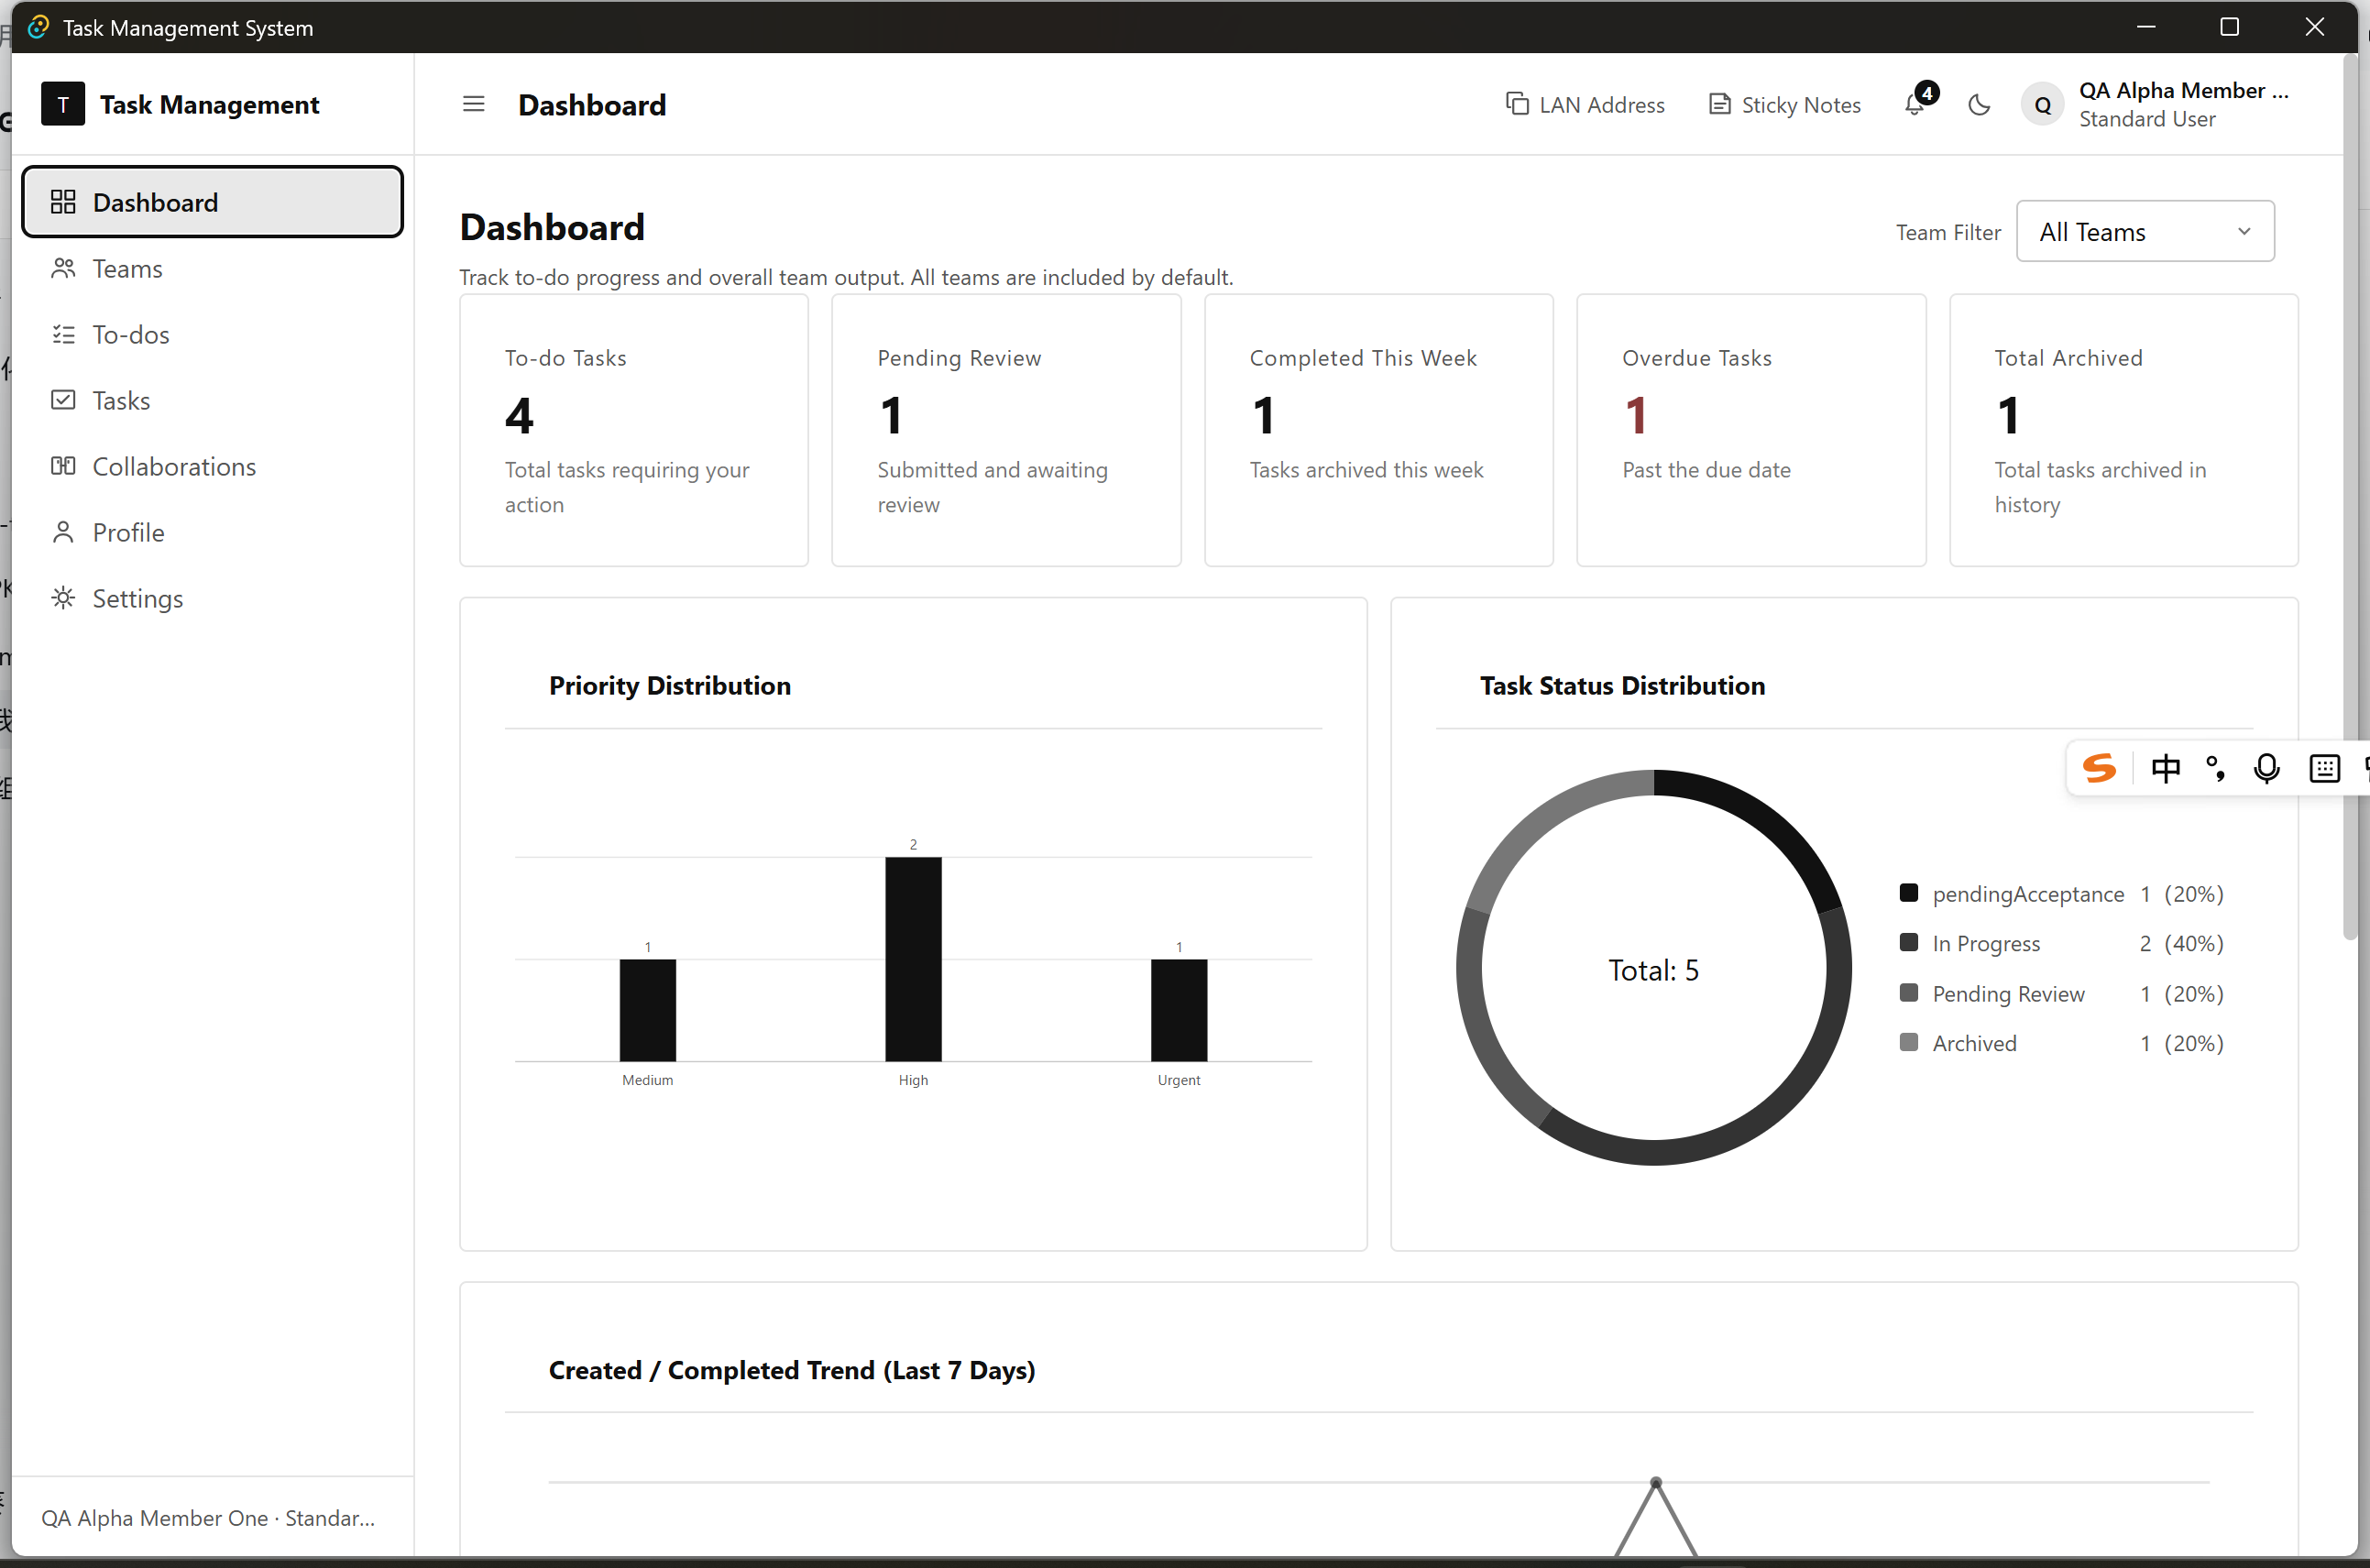 Task Management System
T Task Management
Dashboard
LAN Address
Sticky Notes
4
Q
QA Alpha Member ...
Standard User
Dashboard
Teams
To-dos
Tasks
Collaborations
Profile
Settings
QA Alpha Member One · Standar...
Dashboard
Track to-do progress and overall team output. All teams are included by default.
Team Filter
All Teams
To-do Tasks
4
Total tasks requiring your
action
Pending Review
1
Submitted and awaiting
review
Completed This Week
1
Tasks archived this week
Overdue Tasks
1
Past the due date
Total Archived
1
Total tasks archived in
history
Priority Distribution
2
1
1
Medium
High
Urgent
Task Status Distribution
Total: 5
pendingAcceptance 1 (20%)
In Progress 2 (40%)
Pending Review 1 (20%)
Archived 1 (20%)
S 中 °,
Created / Completed Trend (Last 7 Days)